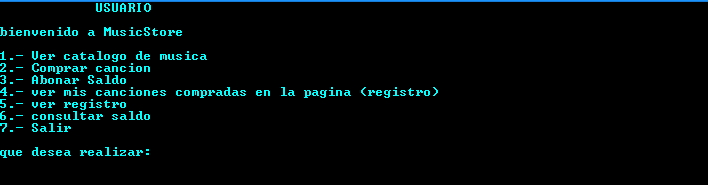 USUARIO
bienvenido a MusicStore
1.- Ver catalogo de musica
2.- Comprar cancion
3.- Abonar Saldo
4.- ver mis canciones compradas en la pagina (registro)
5.- ver registro
6.- consultar saldo
7.- Salir
que desea realizar: